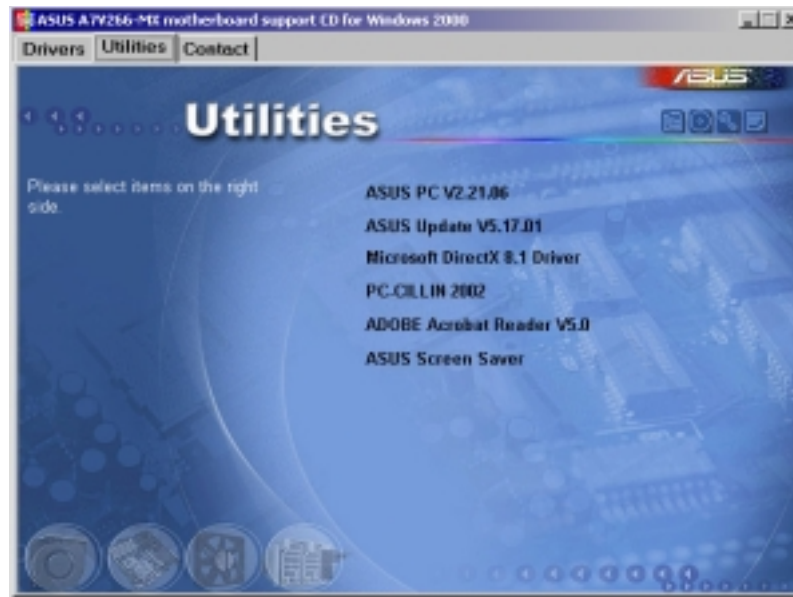 ASUS A7V266-MX motherboard support CD for Windows 2000
Drivers Utilities Contact
ASUS
Utilities
Please select items on the right
side.
ASUS PC V2.21.06
ASUS Update V5.17.01
Microsoft DirectX 8.1 Driver
PC-CILLIN 2002
ADOBE Acrobat Reader V5.0
ASUS Screen Saver